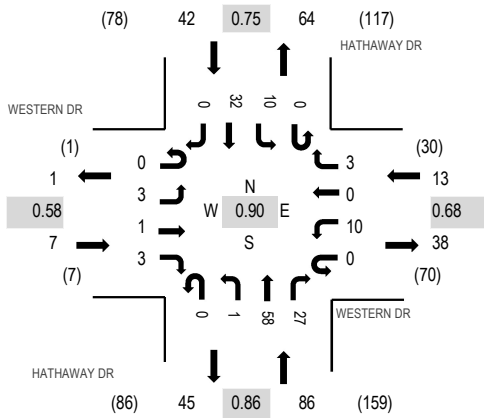 (78) 42 0.75 64 (117)
HATHAWAY DR
WESTERN DR
0 32 10 0
(1) 0 3 (30)
1 3 N 0 13
0.58 1 W 0.90 E 10 0.68
7 3 S 0 38
(7) (70)
0 1 58 27
WESTERN DR
HATHAWAY DR
(86) 45 0.86 86 (159)